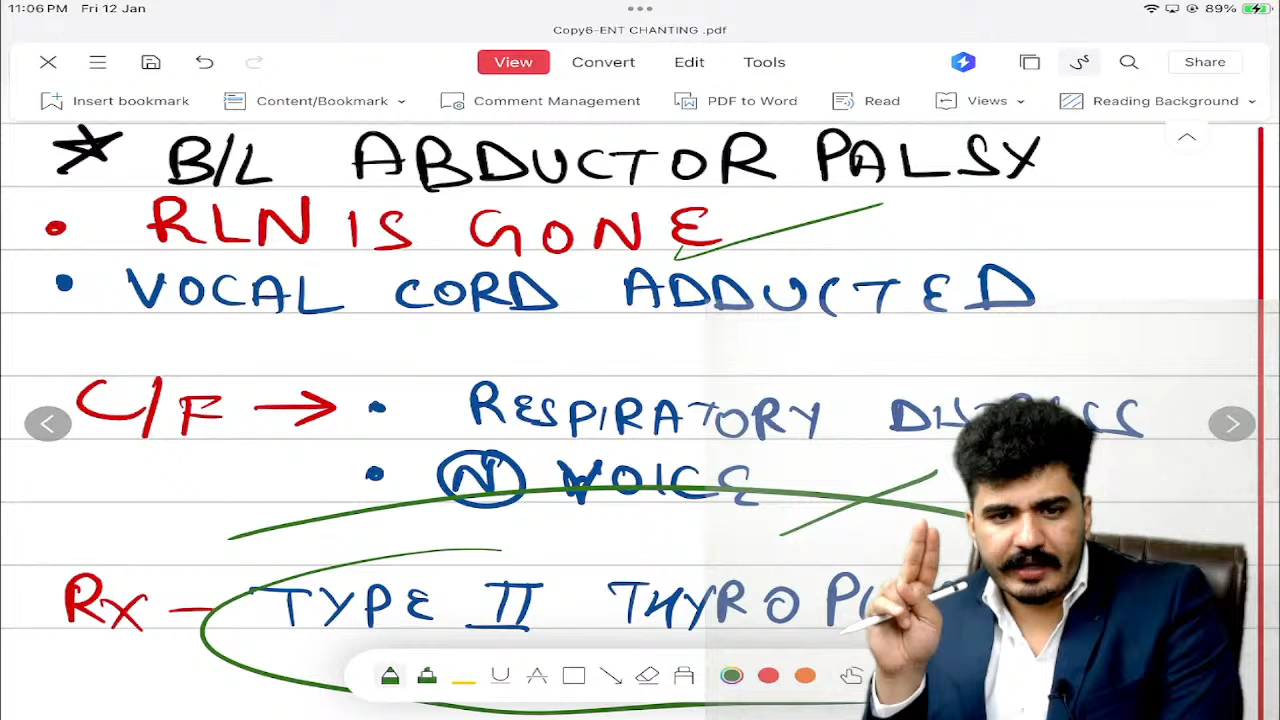 11:06 PM Fri 12 Jan 89%
Copy6-ENT CHANTING .pdf
View Convert Edit Tools Share
Insert bookmark Content/Bookmark Comment Management PDF to Word Read Views Reading Background
B/L ABDUCTOR PALSY
• RLN IS GONE
• VOCAL CORD ADDUCTED
C/F → • RESPIRATORY
• N VOICE
Rx - TYPE II